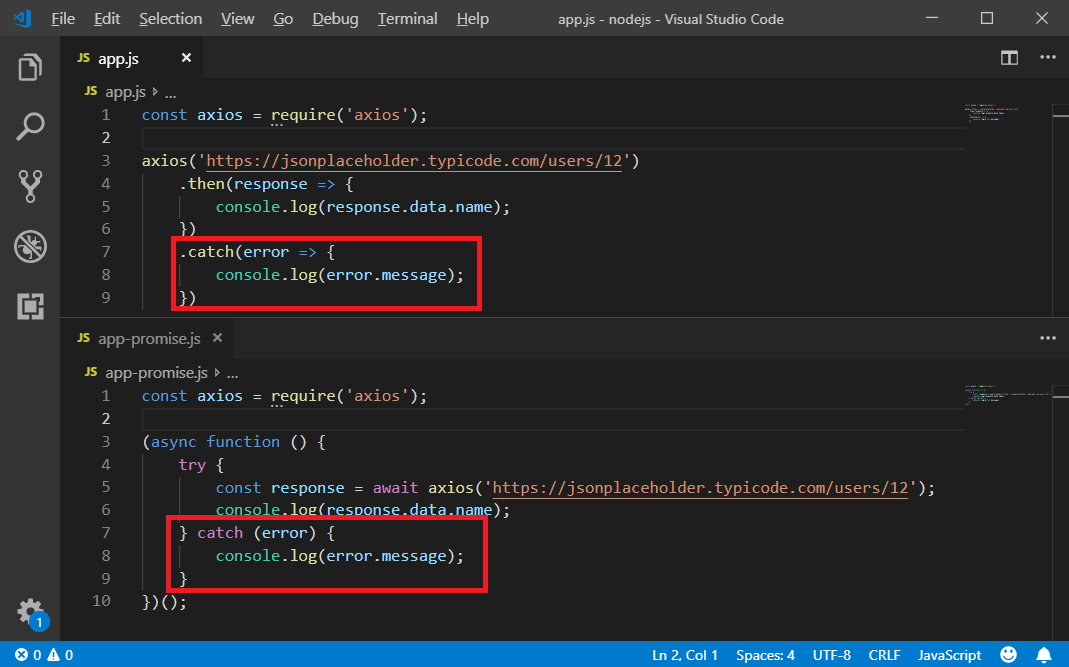 File Edit Selection View Go Debug Terminal Help app.js - nodejs - Visual Studio Code
JS app.js
JS app.js ...
1 const axios = require('axios');
2
3 axios('https://jsonplaceholder.typicode.com/users/12')
4 .then(response => {
5 console.log(response.data.name);
6 })
7 .catch(error => {
8 console.log(error.message);
9 })
JS app-promise.js
JS app-promise.js ...
1 const axios = require('axios');
2
3 (async function () {
4 try {
5 const response = await axios('https://jsonplaceholder.typicode.com/users/12');
6 console.log(response.data.name);
7 } catch (error) {
8 console.log(error.message);
9 }
10 })();
1
0 0 Ln 2, Col 1 Spaces: 4 UTF-8 CRLF JavaScript